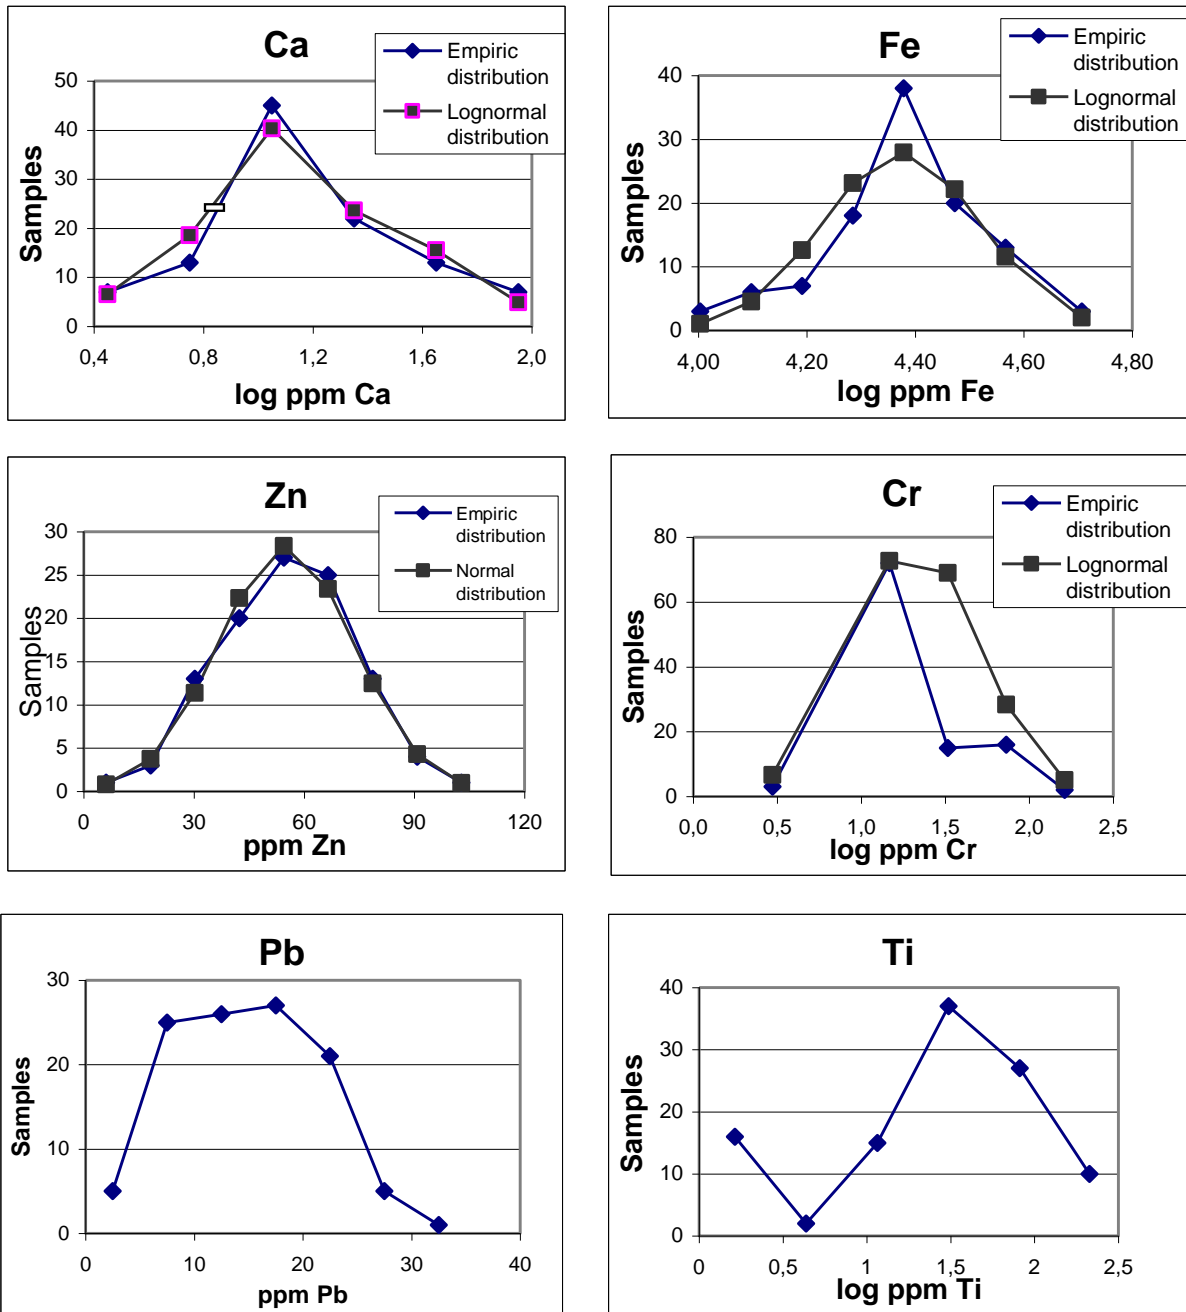 Ca
Empiric
distribution
Lognormal
distribution
50
40
30
20
10
0
Samples
0,4 0,8 1,2 1,6 2,0
log ppm Ca
Fe
Empiric
distribution
Lognormal
distribution
40
30
20
10
0
Samples
4,00 4,20 4,40 4,60 4,80
log ppm Fe
Zn
Empiric
distribution
Normal
distribution
30
25
20
15
10
5
0
Samples
0 30 60 90 120
ppm Zn
Cr
Empiric
distribution
Lognormal
distribution
80
60
40
20
0
Samples
0,0 0,5 1,0 1,5 2,0 2,5
log ppm Cr
Pb
30
20
10
0
Samples
0 10 20 30 40
ppm Pb
Ti
40
30
20
10
0
Samples
0 0,5 1 1,5 2 2,5
log ppm Ti